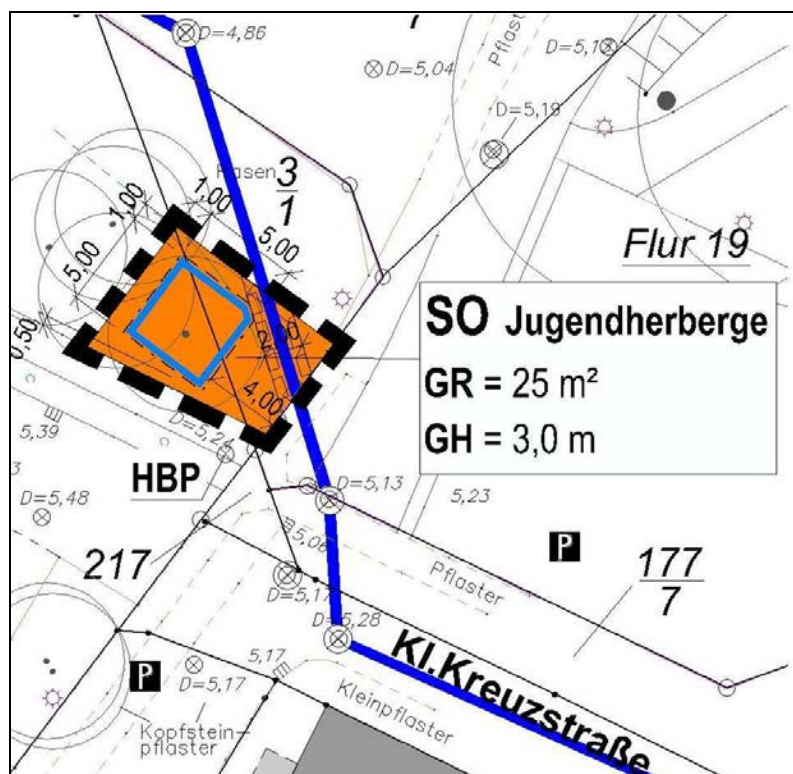 D=4,86
7
D=5,04
Pflaster
D=5,1
D=5,19
Rasen
3
1
1,00
1,00
5,00
5,00
Flur 19
0,50
4,00
SO Jugendherberge
GR = 25 m²
GH = 3,0 m
5,39
D=5,24
HBP
D=5,48
D=5,13
5,23
217
5,08
P
Pflaster
177
7
D=5,17
D=5,28
Kl.Kreuzstraße
P
D=5,17
5,17
Kleinpflaster
Kopfstein-
pflaster